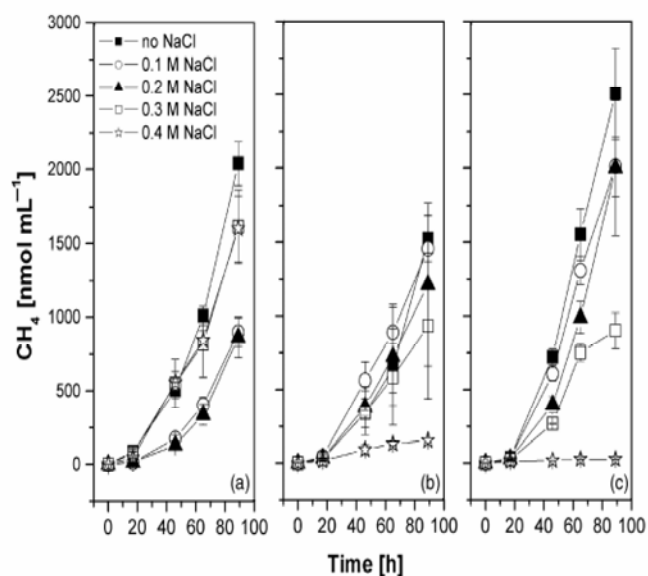 3000
2500
2000
1500
1000
500
0
CH₄ [nmol mL⁻¹]
no NaCl
0.1 M NaCl
0.2 M NaCl
0.3 M NaCl
0.4 M NaCl
(a)
(b)
(c)
0 20 40 60 80 100
0 20 40 60 80 100
0 20 40 60 80 100
Time [h]